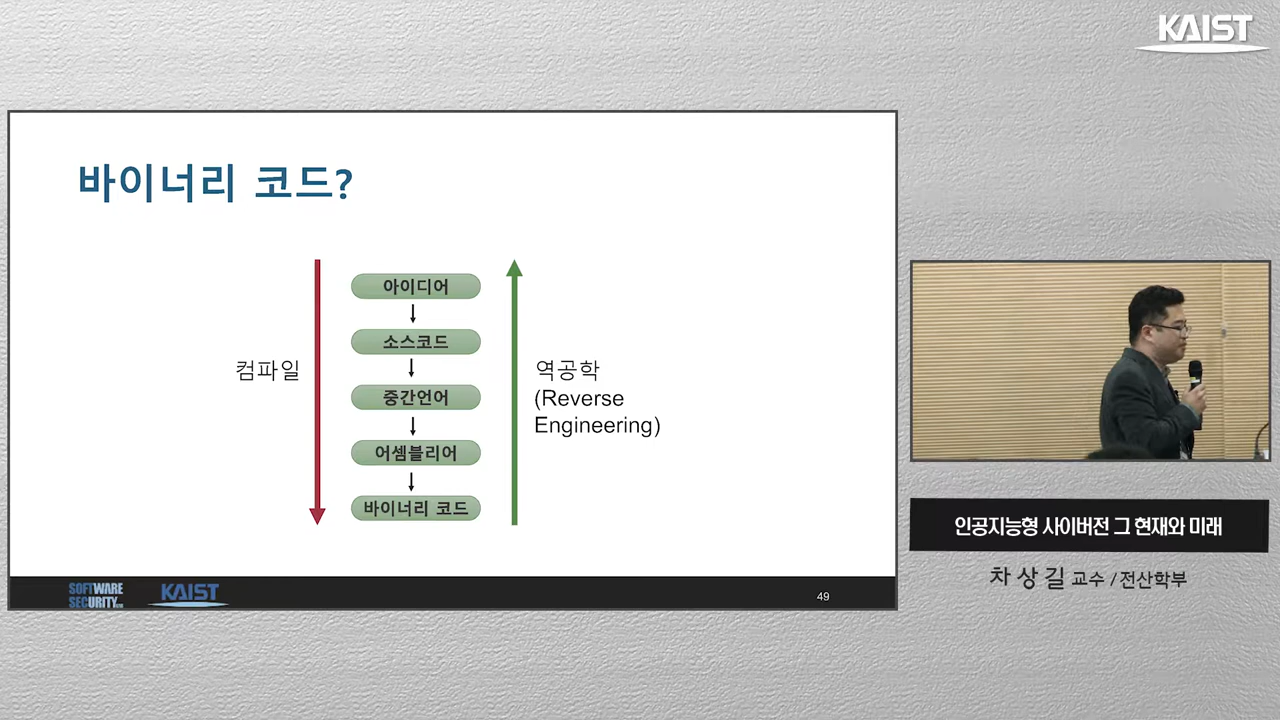 KAIST
바이너리 코드?
아이디어
소스코드
컴파일
중간언어
어셈블리어
바이너리 코드
역공학
(Reverse
Engineering)
SOFTWARE
SECURITY
KAIST
49
인공지능형 사이버전 그 현재와 미래
차상길 교수 / 전산학부